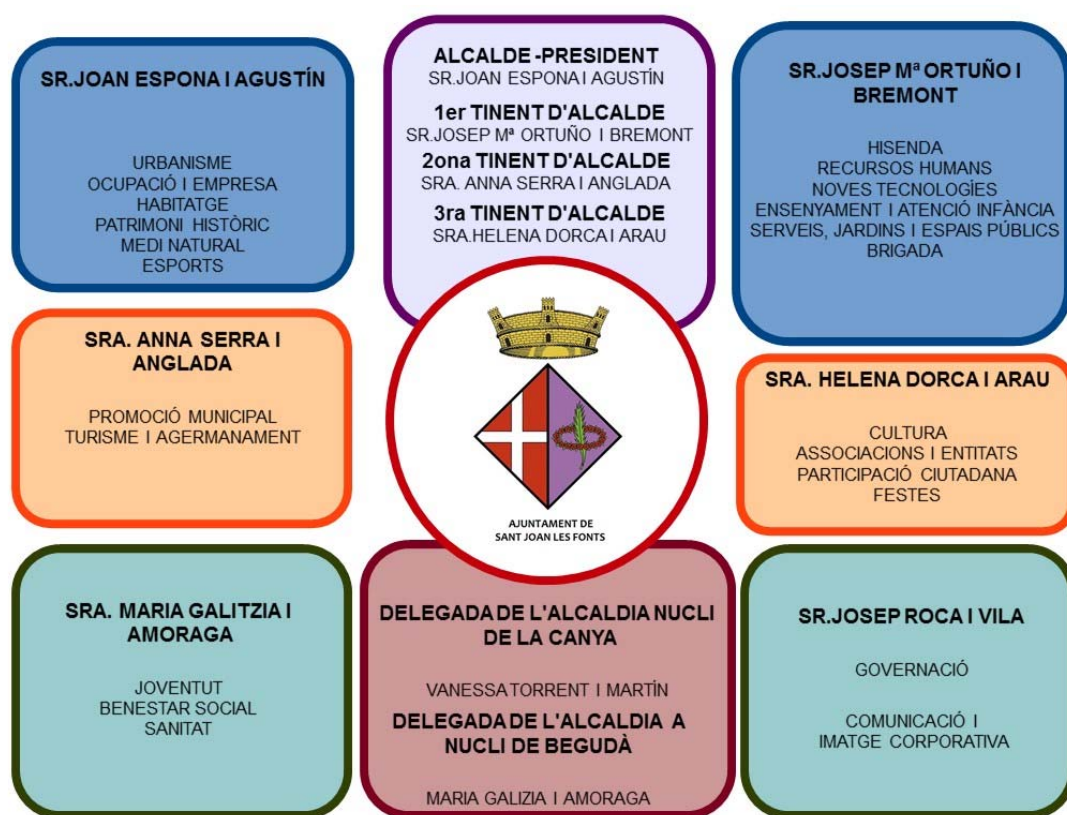 SR.JOAN ESPONA I AGUSTÍN
URBANISME
OCUPACIÓ I EMPRESA
HABITATGE
PATRIMONI HISTÒRIC
MEDI NATURAL
ESPORTS
ALCALDE -PRESIDENT
SR.JOAN ESPONA I AGUSTÍN
1er TINENT D'ALCALDE
SR.JOSEP Mª ORTUÑO I BREMONT
2ona TINENT D'ALCALDE
SRA. ANNA SERRA I ANGLADA
3ra TINENT D'ALCALDE
SRA.HELENA DORCA I ARAU
SR.JOSEP Mª ORTUÑO I
BREMONT
HISENDA
RECURSOS HUMANS
NOVES TECNOLOGÌES
ENSENYAMENT I ATENCIÓ INFÀNCIA
SERVEIS, JARDINS I ESPAIS PÚBLICS
BRIGADA
SRA. ANNA SERRA I
ANGLADA
PROMOCIÓ MUNICIPAL
TURISME I AGERMANAMENT
AJUNTAMENT DE
SANT JOAN LES FONTS
SRA. HELENA DORCA I ARAU
CULTURA
ASSOCIACIONS I ENTITATS
PARTICIPACIÓ CIUTADANA
FESTES
SRA. MARIA GALITZIA I
AMORAGA
JOVENTUT
BENESTAR SOCIAL
SANITAT
DELEGADA DE L'ALCALDIA NUCLI
DE LA CANYA
VANESSA TORRENT I MARTÍN
DELEGADA DE L'ALCALDIA A
NUCLI DE BEGUDÀ
MARIA GALIZIA I AMORAGA
SR.JOSEP ROCA I VILA
GOVERNACIÓ
COMUNICACIÓ I
IMATGE CORPORATIVA